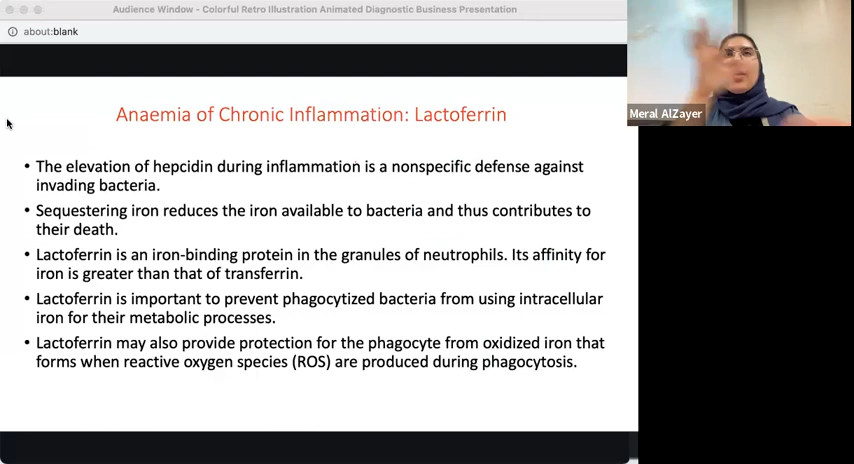 Audience Window - Colorful Retro Illustration Animated Diagnostic Business Presentation
about:blank
Meral AlZayer
Anaemia of Chronic Inflammation: Lactoferrin
• The elevation of hepcidin during inflammation is a nonspecific defense against
invading bacteria.
• Sequestering iron reduces the iron available to bacteria and thus contributes to
their death.
• Lactoferrin is an iron-binding protein in the granules of neutrophils. Its affinity for
iron is greater than that of transferrin.
• Lactoferrin is important to prevent phagocytized bacteria from using intracellular
iron for their metabolic processes.
• Lactoferrin may also provide protection for the phagocyte from oxidized iron that
forms when reactive oxygen species (ROS) are produced during phagocytosis.